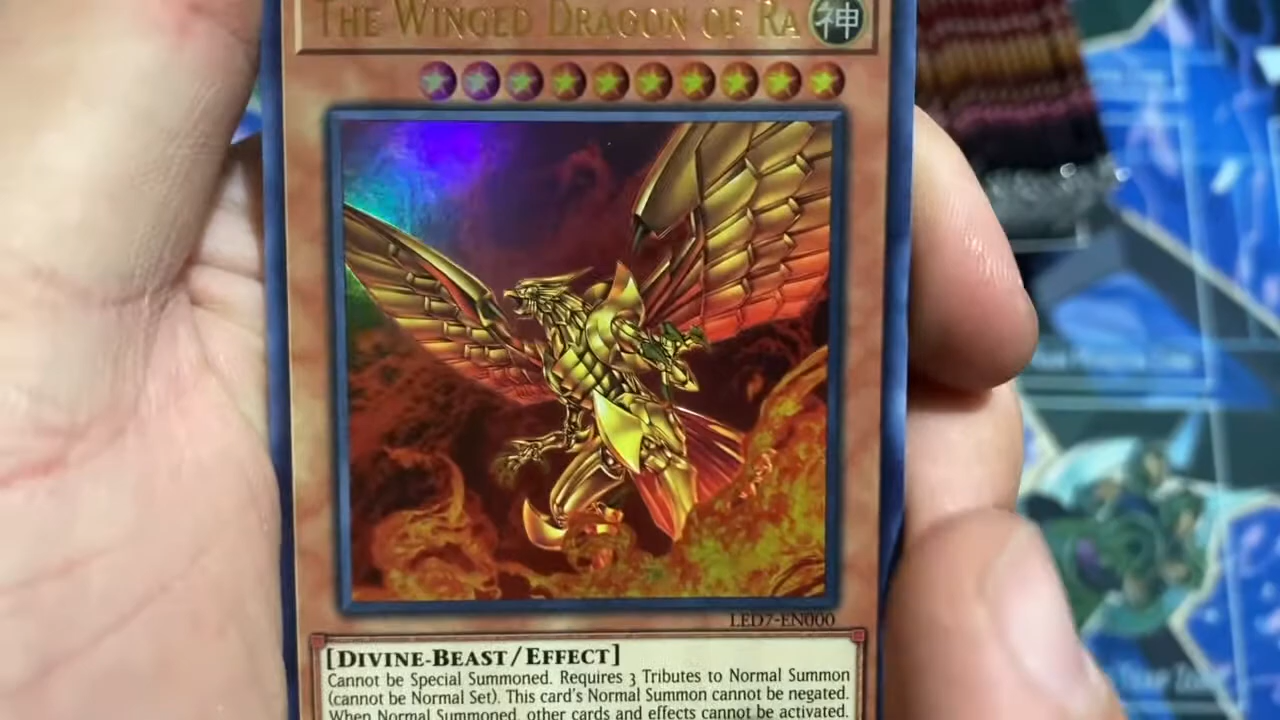 THE WINGED DRAGON OF RA 神
LED7-EN000
[DIVINE-BEAST/EFFECT]
Cannot be Special Summoned. Requires 3 Tributes to Normal Summon
(cannot be Normal Set). This card's Normal Summon cannot be negated.
When Normal Summoned, other cards and effects cannot be activated.